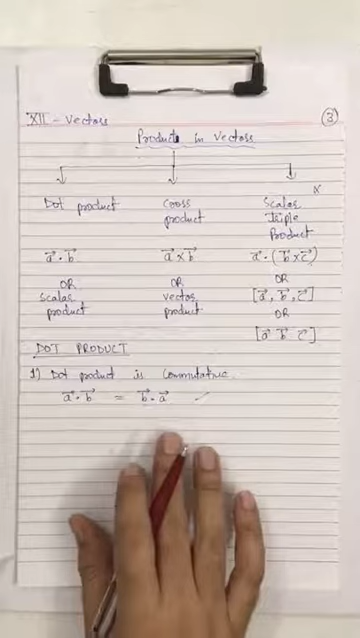 XII - Vectors
3
Product in vectors
x
Dot product
Cross product
Scalar Triple Product
a⃗ · b⃗
a⃗ × b⃗
a⃗ · (b⃗ × c⃗)
OR
OR
OR
Scalar product
vector product
[a⃗, b⃗, c⃗]
OR
[a⃗ b⃗ c⃗]
DOT PRODUCT
1) Dot product is Commutative.
a⃗ · b⃗ = b⃗ · a⃗ ✓